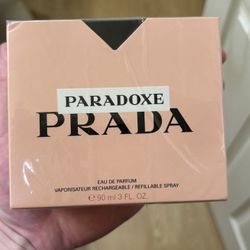 PARADOXE
PRADA
EAU DE PARFUM
VAPORISATEUR RECHARGEABLE / REFILLABLE SPRAY
℮ 90 ml 3 FL. OZ.